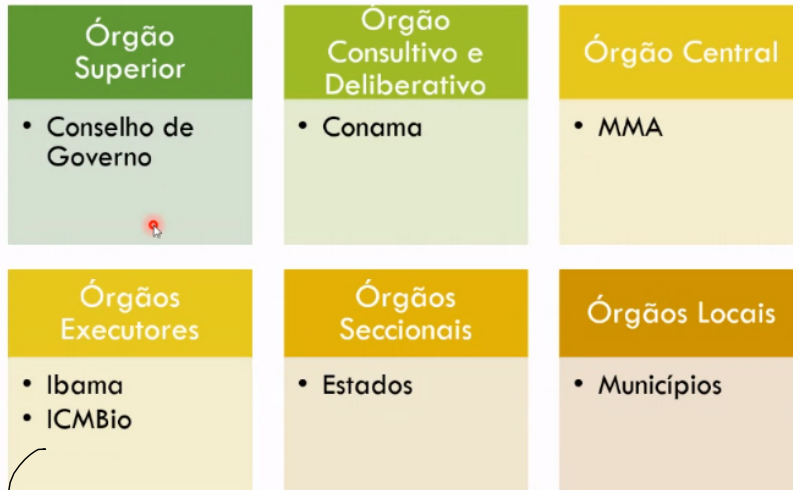 Órgão
Superior
• Conselho de
Governo
Órgão
Consultivo e
Deliberativo
• Conama
Órgão Central
• MMA
Órgãos
Executores
• Ibama
• ICMBio
Órgãos
Seccionais
• Estados
Órgãos Locais
• Municípios